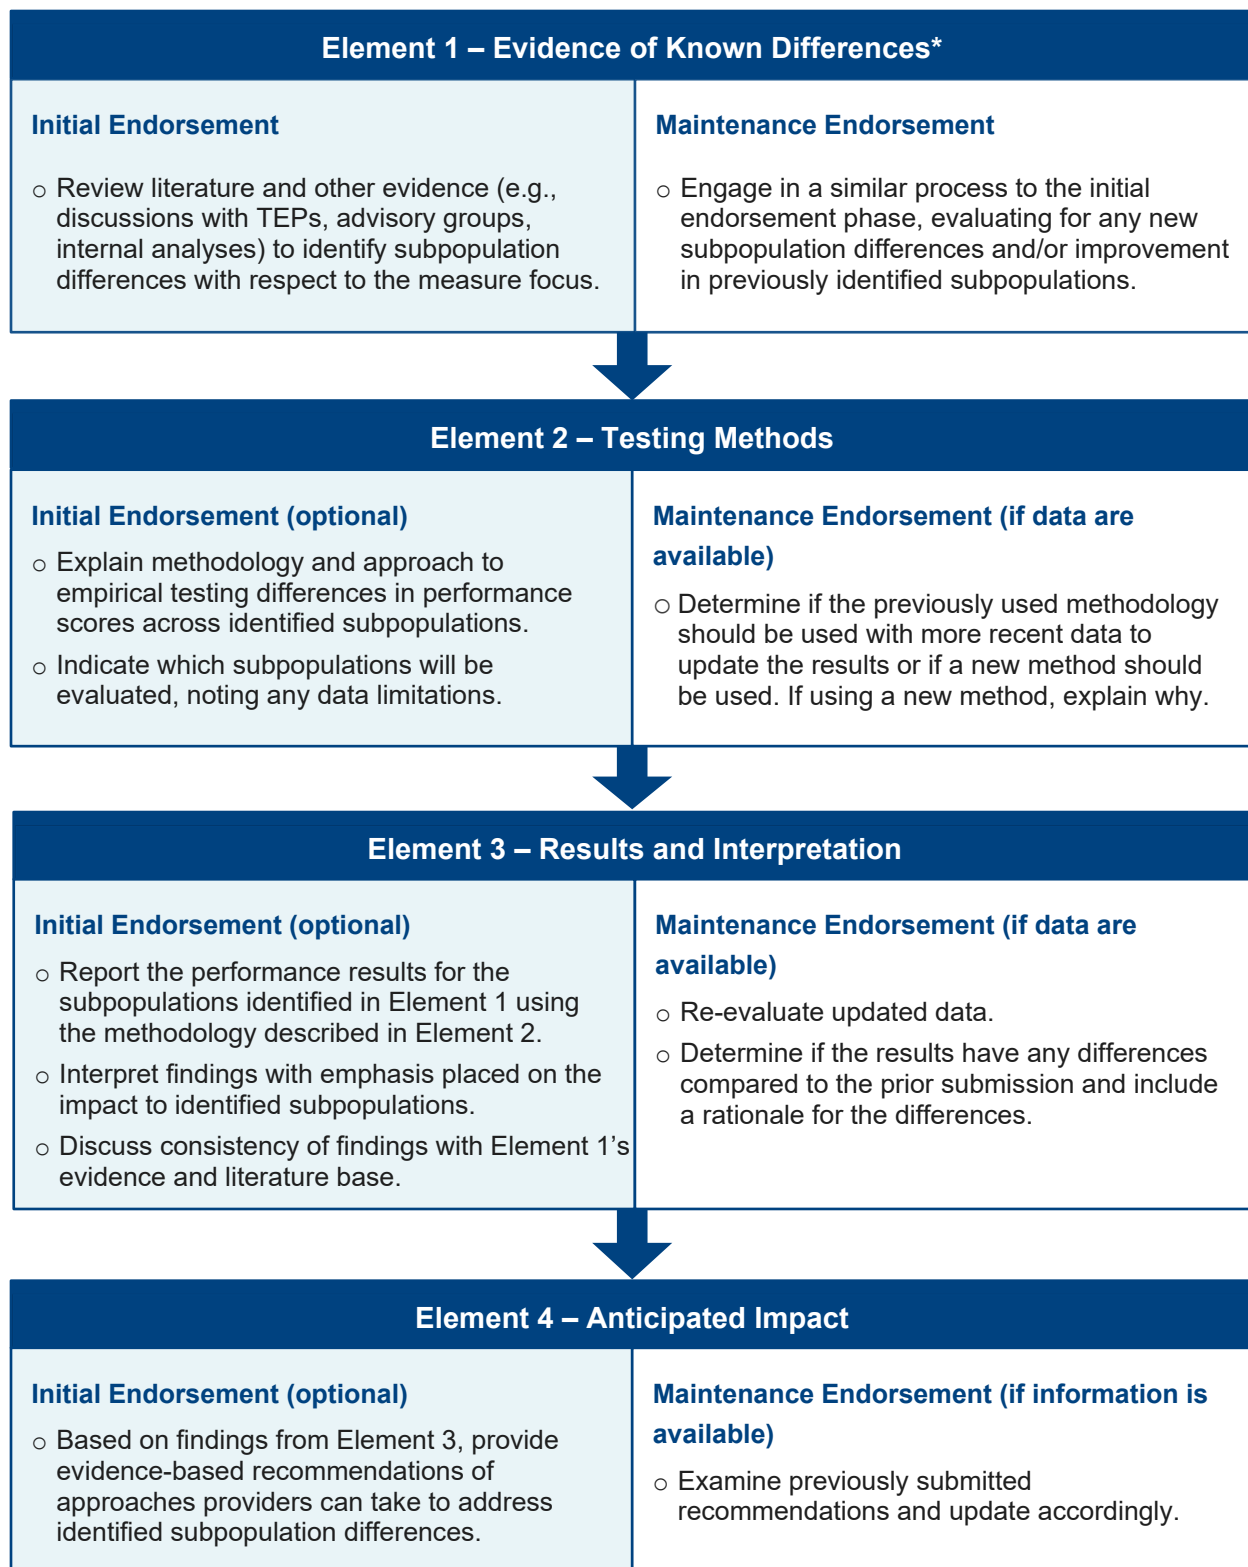 Element 1 – Evidence of Known Differences*
Initial Endorsement
○ Review literature and other evidence (e.g.,
discussions with TEPs, advisory groups,
internal analyses) to identify subpopulation
differences with respect to the measure focus.
Maintenance Endorsement
○ Engage in a similar process to the initial
endorsement phase, evaluating for any new
subpopulation differences and/or improvement
in previously identified subpopulations.
Element 2 – Testing Methods
Initial Endorsement (optional)
○ Explain methodology and approach to
empirical testing differences in performance
scores across identified subpopulations.
○ Indicate which subpopulations will be
evaluated, noting any data limitations.
Maintenance Endorsement (if data are
available)
○ Determine if the previously used methodology
should be used with more recent data to
update the results or if a new method should
be used. If using a new method, explain why.
Element 3 – Results and Interpretation
Initial Endorsement (optional)
○ Report the performance results for the
subpopulations identified in Element 1 using
the methodology described in Element 2.
○ Interpret findings with emphasis placed on the
impact to identified subpopulations.
○ Discuss consistency of findings with Element 1’s
evidence and literature base.
Maintenance Endorsement (if data are
available)
○ Re-evaluate updated data.
○ Determine if the results have any differences
compared to the prior submission and include
a rationale for the differences.
Element 4 – Anticipated Impact
Initial Endorsement (optional)
○ Based on findings from Element 3, provide
evidence-based recommendations of
approaches providers can take to address
identified subpopulation differences.
Maintenance Endorsement (if information is
available)
○ Examine previously submitted
recommendations and update accordingly.